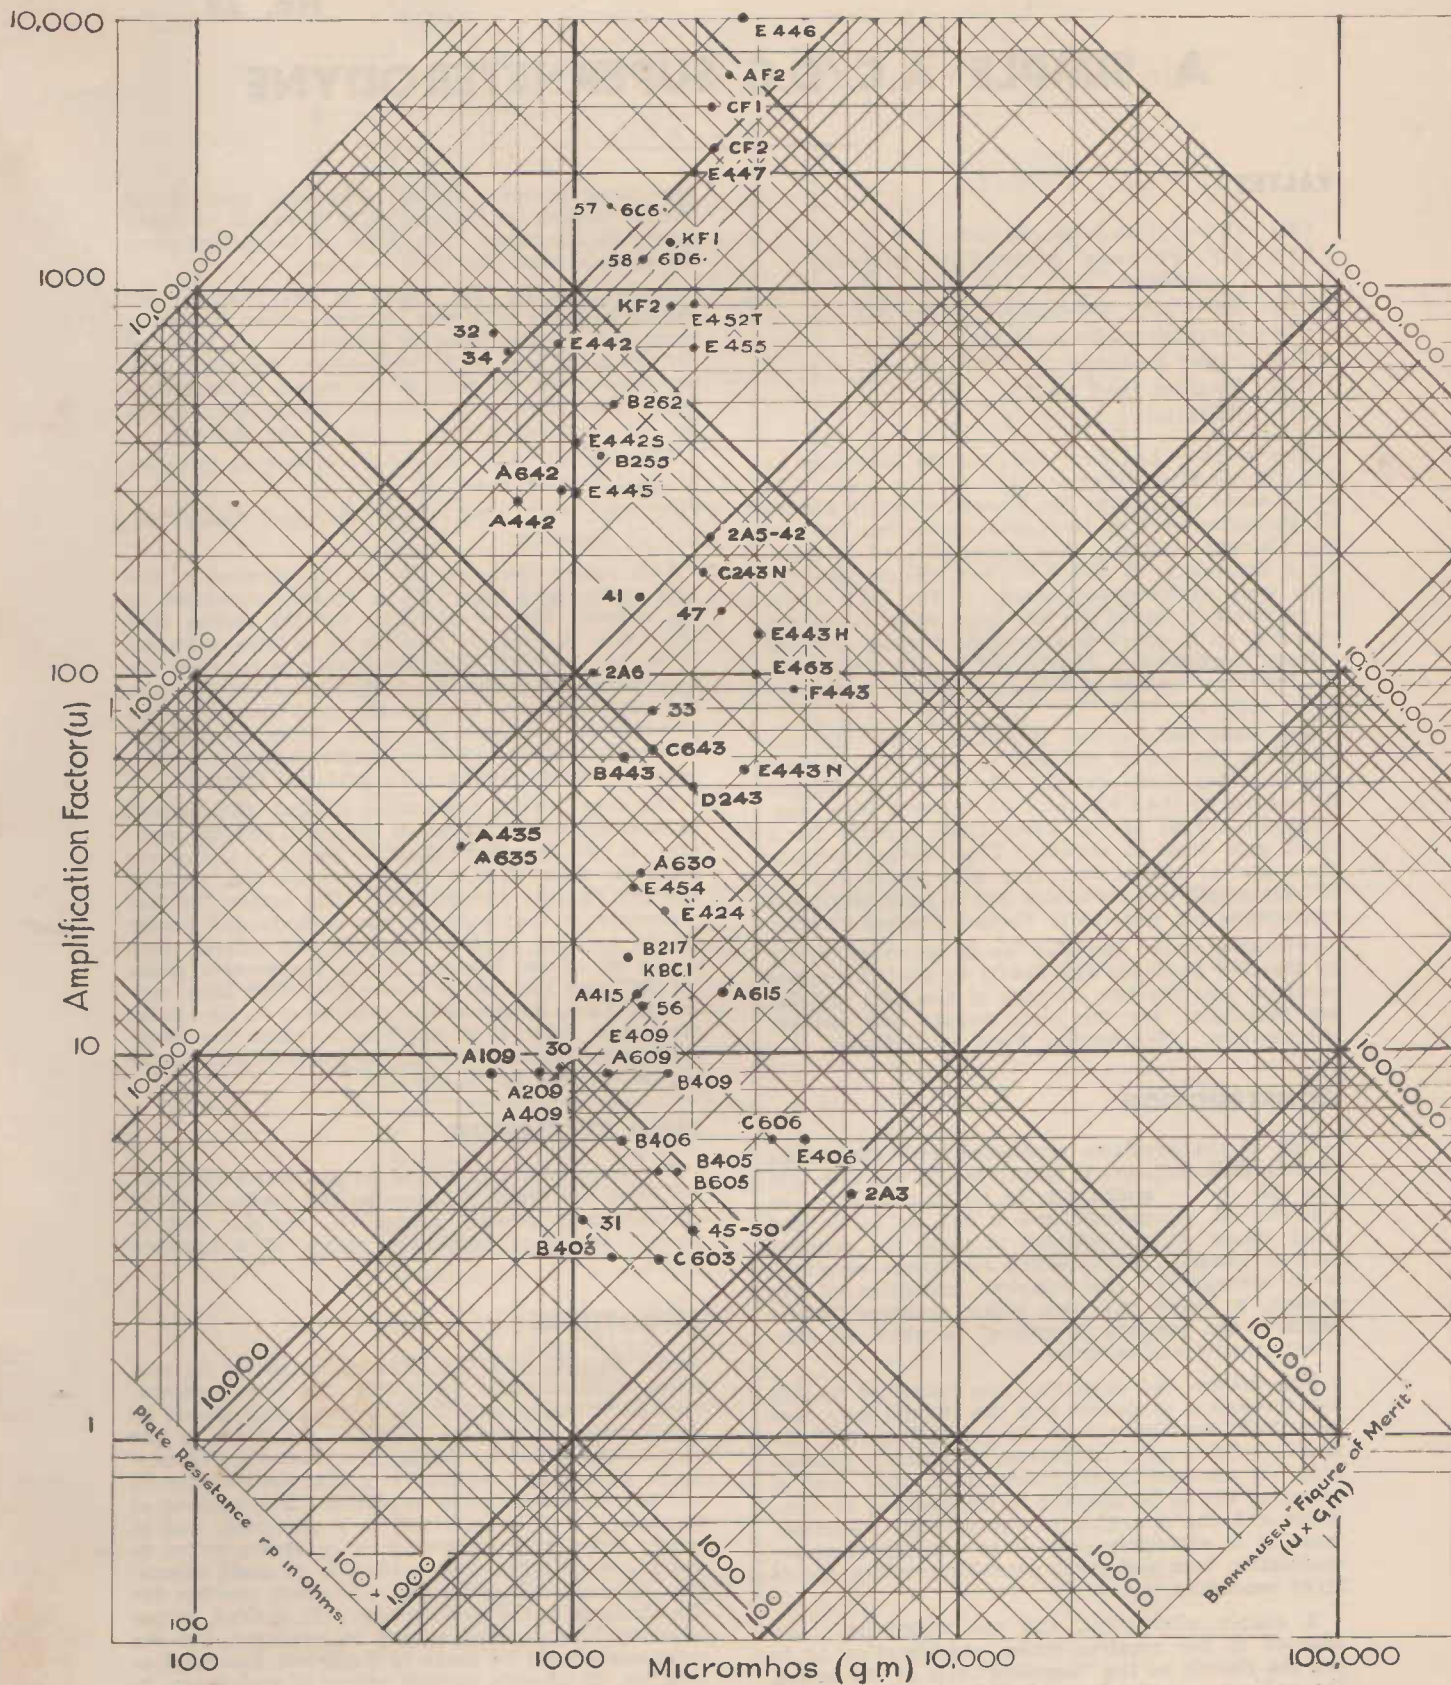 10,000
E446
AF2
CF1
CF2
E447
57 6C6
KF1
58 6D6
10,000,000
100,000,000
1000
KF2
E452T
32
34
E442
E455
B262
E442S
B255
A642
E445
A442
2A5-42
C243N
41
47
E443H
100
2A6
E463
F443
10,000,000
33
C643
B443
E443N
D243
A435
A635
A630
E454
E424
B217
KBC1
A415
A615
56
E409
10
30
A109
A609
B409
A209
A409
100,000
1,000,000
C606
B406
E406
B405
B605
2A3
31
45-50
B403
C603
Amplification Factor(u)
10,000
100,000
1
Plate Resistance rp in Ohms.
100
1,000
1000
100
10,000
BARKHAUSEN "Figure of Merit"
(u x gm)
100
100
1000
Micromhos (gm)
10,000
100,000